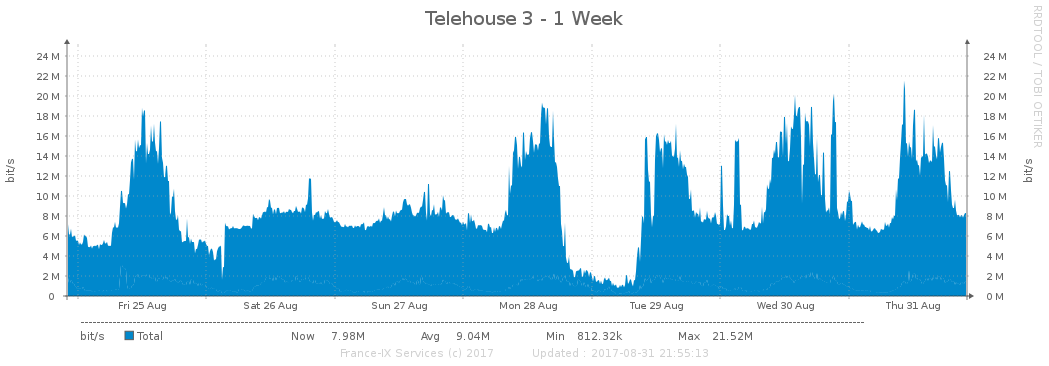 Telehouse 3 - 1 Week
RRDTOOL / TOBI OETIKER
bit/s
24 M 24 M
22 M 22 M
20 M 20 M
18 M 18 M
16 M 16 M
14 M 14 M
12 M 12 M
10 M 10 M
8 M 8 M
6 M 6 M
4 M 4 M
2 M 2 M
0 0 M
bit/s
Fri 25 Aug Sat 26 Aug Sun 27 Aug Mon 28 Aug Tue 29 Aug Wed 30 Aug Thu 31 Aug
bit/s Total Now 7.98M Avg 9.04M Min 812.32k Max 21.52M
France-IX Services (c) 2017 Updated : 2017-08-31 21:55:13